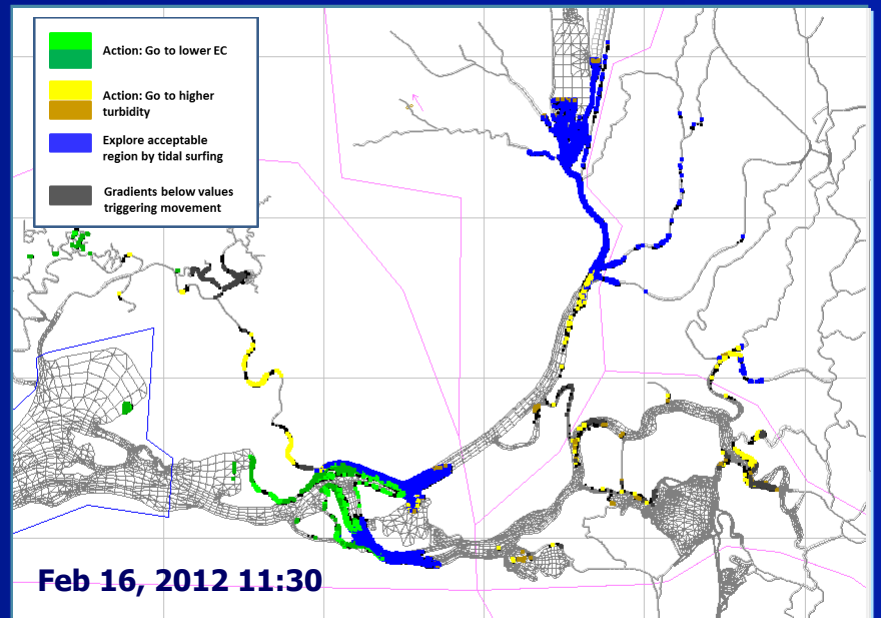 Action: Go to lower EC
Action: Go to higher
turbidity
Explore acceptable
region by tidal surfing
Gradients below values
triggering movement
Feb 16, 2012 11:30